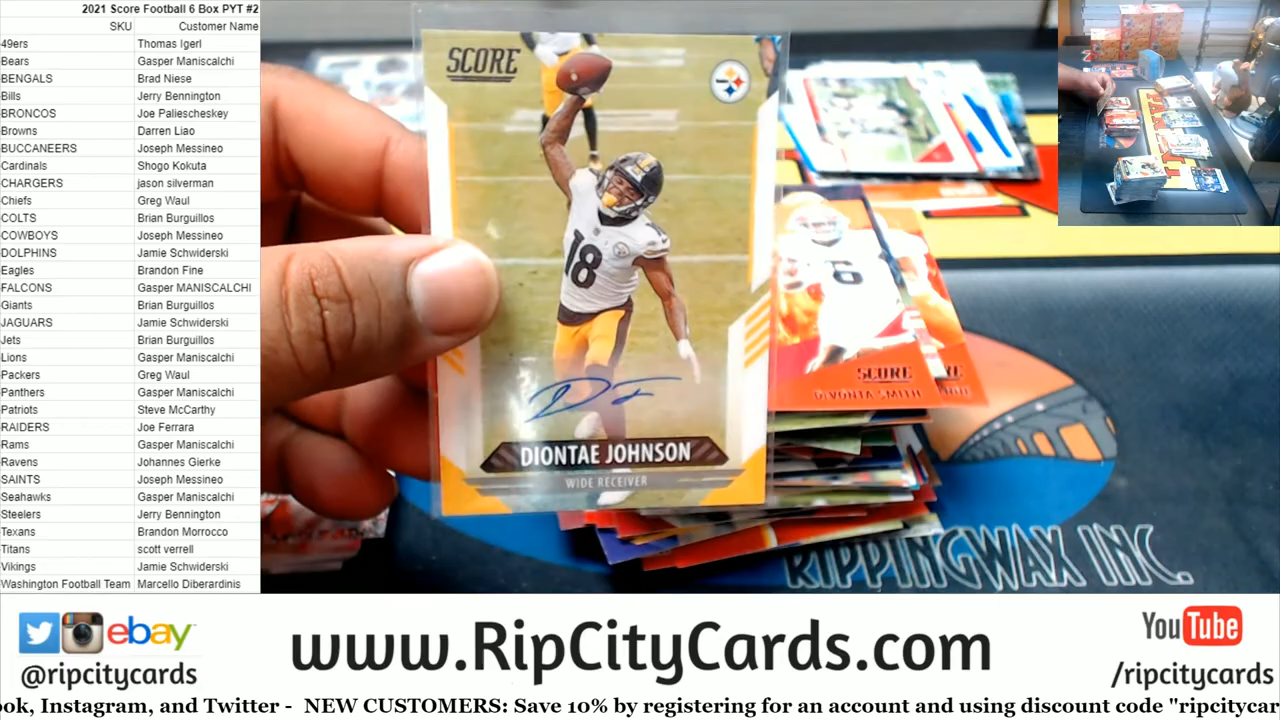 2021 Score Football 6 Box PYT #2
SKU Customer Name
49ers Thomas Igerl
Bears Gasper Maniscalchi
BENGALS Brad Niese
Bills Jerry Bennington
BRONCOS Joe Paliescheskey
Browns Darren Liao
BUCCANEERS Joseph Messineo
Cardinals Shogo Kokuta
CHARGERS jason silverman
Chiefs Greg Waul
COLTS Brian Burguillos
COWBOYS Joseph Messineo
DOLPHINS Jamie Schwiderski
Eagles Brandon Fine
FALCONS Gasper MANISCALCHI
Giants Brian Burguillos
JAGUARS Jamie Schwiderski
Jets Brian Burguillos
Lions Gasper Maniscalchi
Packers Greg Waul
Panthers Gasper Maniscalchi
Patriots Steve McCarthy
RAIDERS Joe Ferrara
Rams Gasper Maniscalchi
Ravens Johannes Gierke
SAINTS Joseph Messineo
Seahawks Gasper Maniscalchi
Steelers Jerry Bennington
Texans Brandon Morrocco
Titans scott verrell
Vikings Jamie Schwiderski
Washington Football Team Marcello Diberardinis
SCORE
Steelers
18
DIONTAE JOHNSON
WIDE RECEIVER
6
SCORE
DEVONTA SMITH
RIPPINGWAX INC.
ebay
@ripcitycards
www.RipCityCards.com
YouTube
/ripcitycards
ok, Instagram, and Twitter - NEW CUSTOMERS: Save 10% by registering for an account and using discount code "ripcitycar